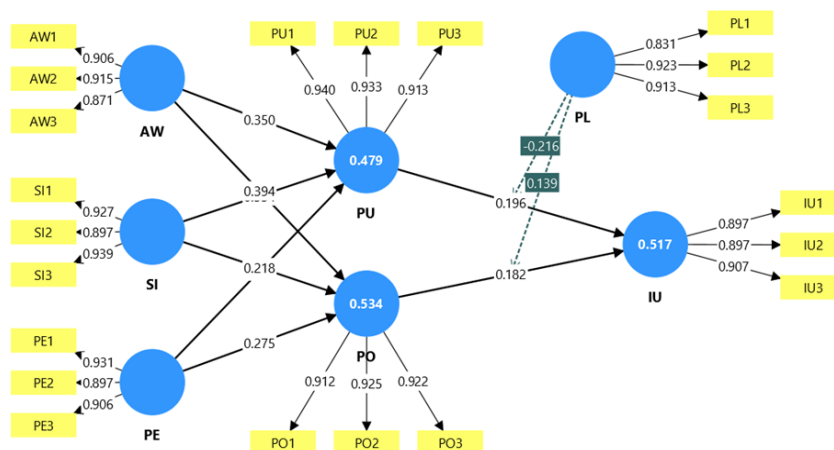 AW1
AW2
AW3
0.906
0.915
0.871
AW
SI1
SI2
SI3
0.927
0.897
0.939
SI
PE1
PE2
PE3
0.931
0.897
0.906
PE
PU1
PU2
PU3
0.940
0.933
0.913
0.479
PU
0.350
0.394
0.218
0.275
0.534
PO
0.912
0.925
0.922
PO1
PO2
PO3
PL
0.831
0.923
0.913
PL1
PL2
PL3
-0.216
0.139
0.196
0.182
0.517
IU
0.897
0.897
0.907
IU1
IU2
IU3